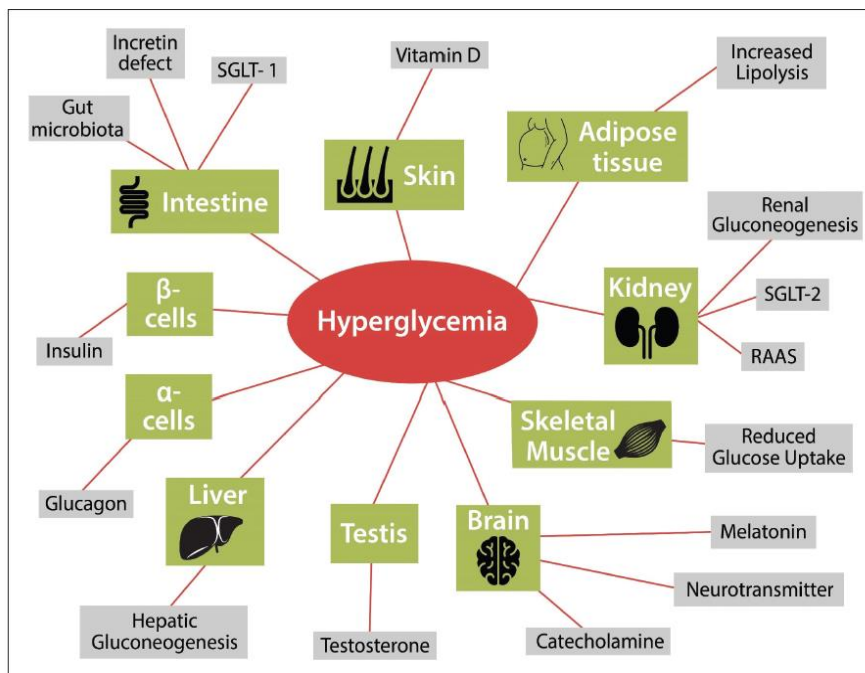 Incretin
defect
SGLT- 1
Gut
microbiota
Intestine
Vitamin D
Skin
Increased
Lipolysis
Adipose
tissue
Renal
Gluconeogenesis
SGLT-2
RAAS
Kidney
Hyperglycemia
β-
cells
Insulin
α-
cells
Glucagon
Liver
Hepatic
Gluconeogenesis
Testis
Testosterone
Brain
Melatonin
Neurotransmitter
Catecholamine
Skeletal
Muscle
Reduced
Glucose Uptake